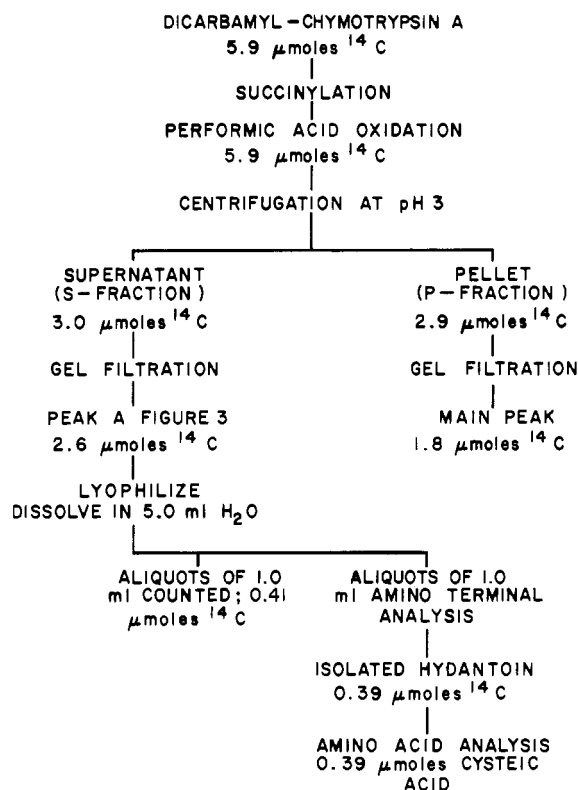 DICARBAMYL-CHYMOTRYPSIN A
5.9 μmoles ¹⁴C
SUCCINYLATION
PERFORMIC ACID OXIDATION
5.9 μmoles ¹⁴C
CENTRIFUGATION AT pH 3
SUPERNATANT
(S-FRACTION)
3.0 μmoles ¹⁴C
GEL FILTRATION
PEAK A FIGURE 3
2.6 μmoles ¹⁴C
LYOPHILIZE
DISSOLVE IN 5.0 ml H₂O
PELLET
(P-FRACTION)
2.9 μmoles ¹⁴C
GEL FILTRATION
MAIN PEAK
1.8 μmoles ¹⁴C
ALIQUOTS OF 1.0
ml COUNTED; 0.41
μmoles ¹⁴C
ALIQUOTS OF 1.0
ml AMINO TERMINAL
ANALYSIS
ISOLATED HYDANTOIN
0.39 μmoles ¹⁴C
AMINO ACID ANALYSIS
0.39 μmoles CYSTEIC
ACID